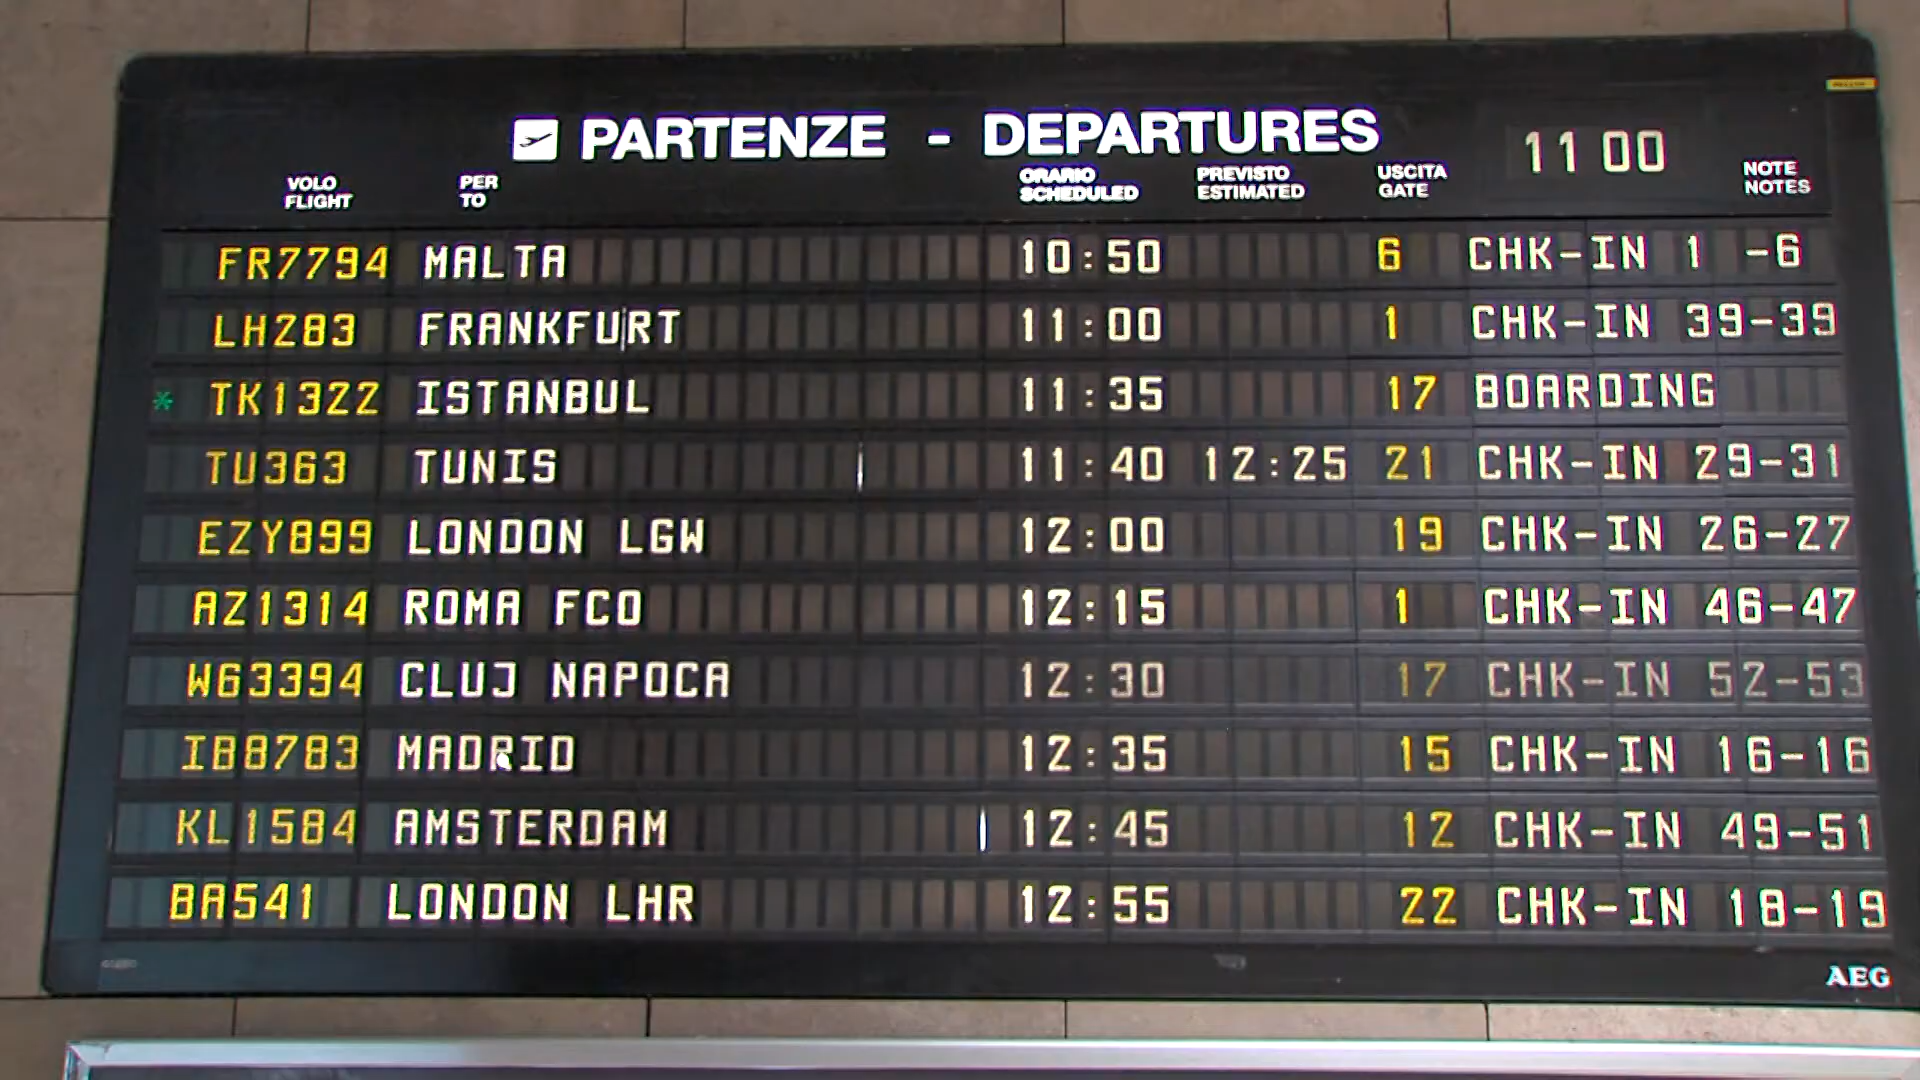 PARTENZE - DEPARTURES 11 00
VOLO FLIGHT PER TO ORARIO SCHEDULED PREVISTO ESTIMATED USCITA GATE NOTE NOTES
FR7794 MALTA 10:50 6 CHK-IN 1 -6
LH283 FRANKFURT 11:00 1 CHK-IN 39-39
* TK1322 ISTANBUL 11:35 17 BOARDING
TU363 TUNIS 11:40 12:25 21 CHK-IN 29-31
EZY899 LONDON LGW 12:00 19 CHK-IN 26-27
AZ1314 ROMA FCO 12:15 1 CHK-IN 46-47
W63394 CLUJ NAPOCA 12:30 17 CHK-IN 52-53
IB8783 MADRID 12:35 15 CHK-IN 16-16
KL1584 AMSTERDAM 12:45 12 CHK-IN 49-51
BA541 LONDON LHR 12:55 22 CHK-IN 18-19
AEG